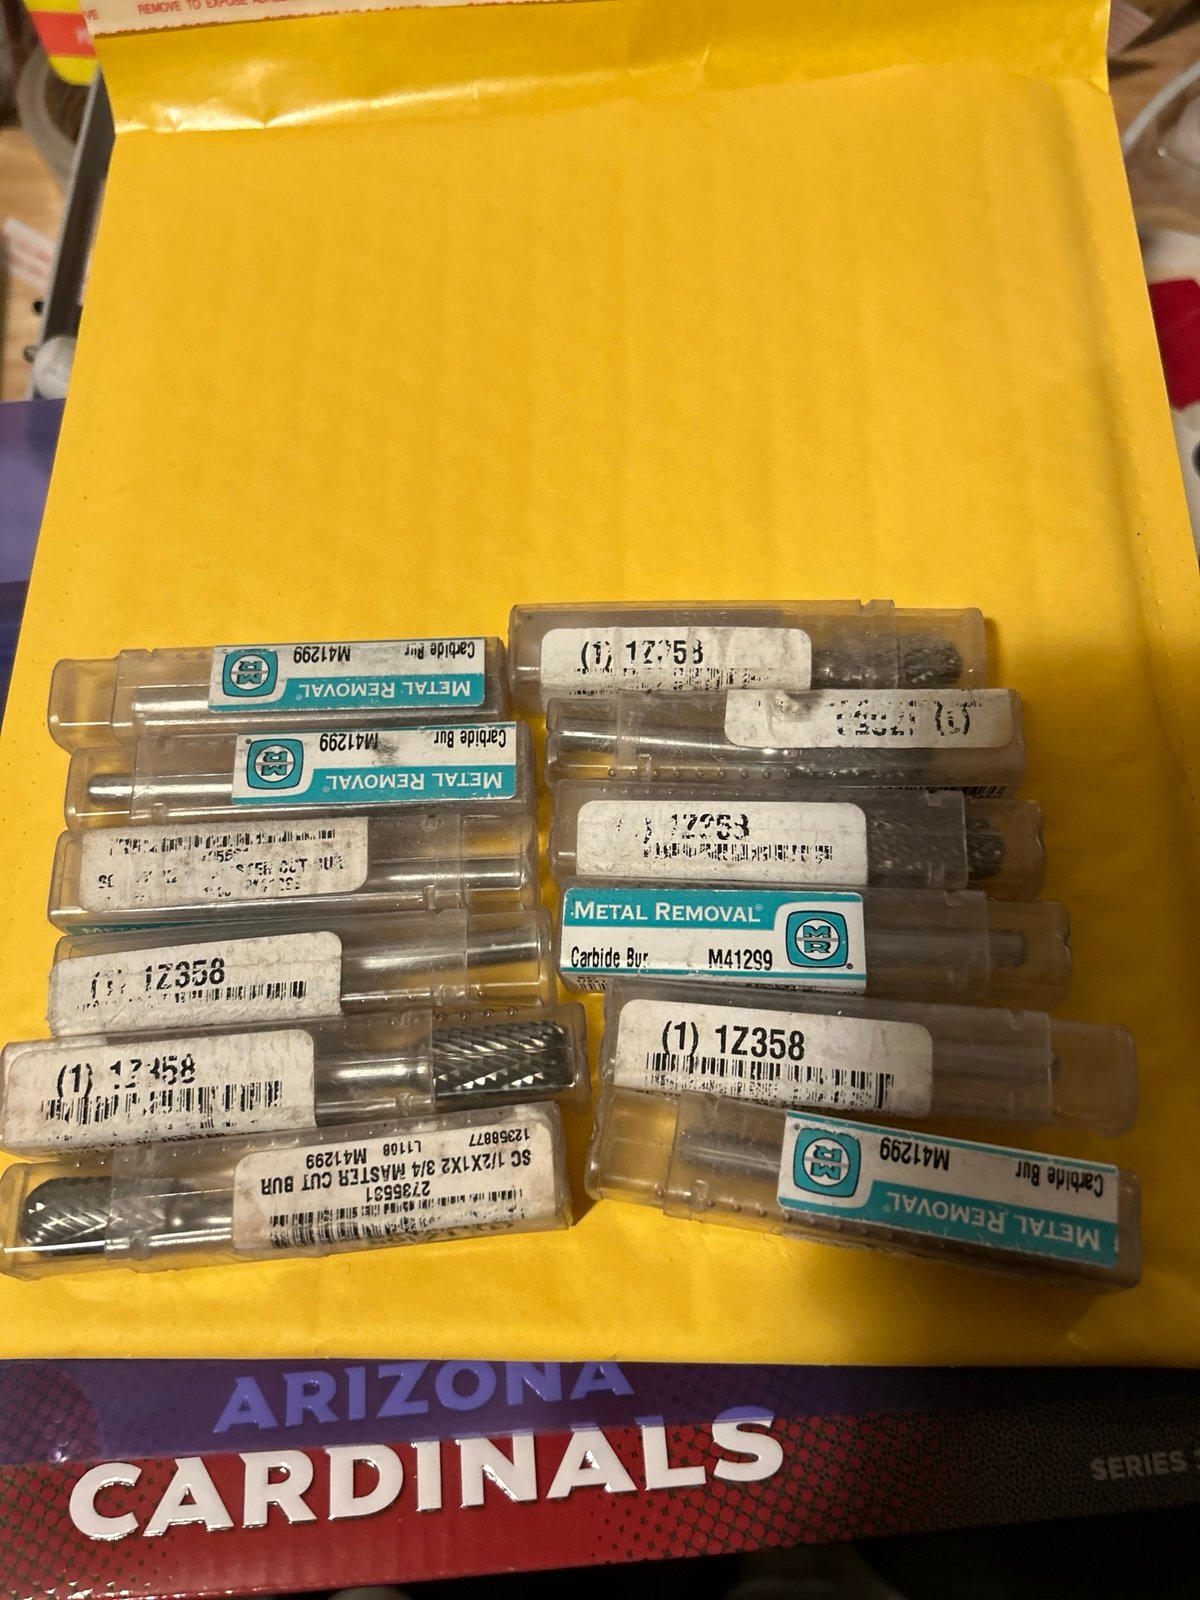 REMOVE TO EXPOSE
METAL REMOVAL®
Carbide Bur M41299
METAL REMOVAL®
Carbide Bur M41299
1Z358
(1) 1Z358
12358877
L1108 M41299
SC 1/2X1X2 3/4 MASTER CUT BUR
2735531
(1) 1Z358
(1)
1Z358
METAL REMOVAL®
Carbide Bur M41299
(1) 1Z358
METAL REMOVAL®
Carbide Bur M41299
ARIZONA
CARDINALS
SERIES